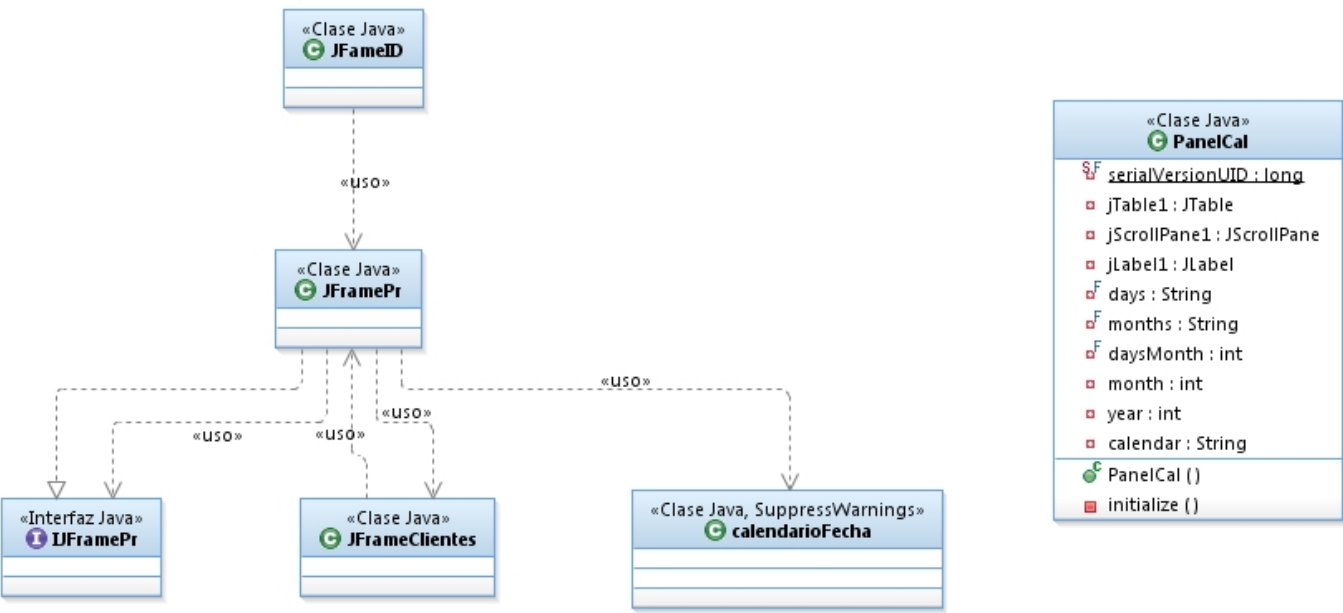 «Clase Java»
C JFameID
«uso»
«Clase Java»
C JFramePr
«uso»
«uso»
«uso»
«uso»
«Interfaz Java»
I IJFramePr
«Clase Java»
C JFrameClientes
«Clase Java, SuppressWarnings»
C calendarioFecha
«Clase Java»
C PanelCal
S F serialVersionUID : long
jTable1 : JTable
jScrollPane1 : JScrollPane
jLabel1 : JLabel
F days : String
F months : String
F daysMonth : int
month : int
year : int
calendar : String
C PanelCal ( )
initialize ( )